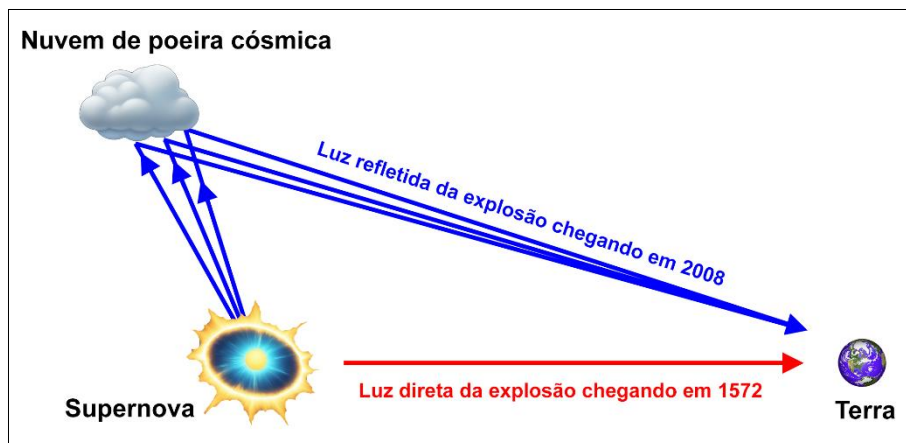 Nuvem de poeira cósmica
Luz refletida da explosão chegando em 2008
Luz direta da explosão chegando em 1572
Supernova
Terra